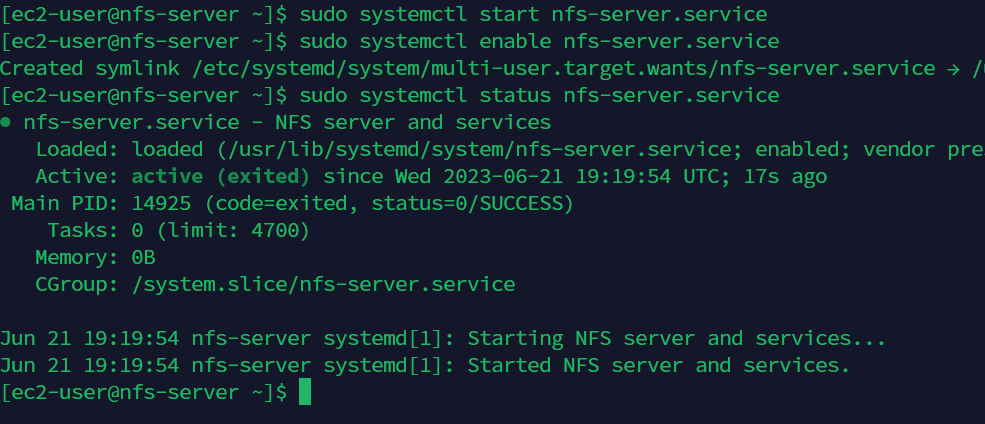 [ec2-user@nfs-server ~]$ sudo systemctl start nfs-server.service
[ec2-user@nfs-server ~]$ sudo systemctl enable nfs-server.service
Created symlink /etc/systemd/system/multi-user.target.wants/nfs-server.service → /
[ec2-user@nfs-server ~]$ sudo systemctl status nfs-server.service
● nfs-server.service - NFS server and services
   Loaded: loaded (/usr/lib/systemd/system/nfs-server.service; enabled; vendor pre
   Active: active (exited) since Wed 2023-06-21 19:19:54 UTC; 17s ago
 Main PID: 14925 (code=exited, status=0/SUCCESS)
    Tasks: 0 (limit: 4700)
   Memory: 0B
   CGroup: /system.slice/nfs-server.service

Jun 21 19:19:54 nfs-server systemd[1]: Starting NFS server and services...
Jun 21 19:19:54 nfs-server systemd[1]: Started NFS server and services.
[ec2-user@nfs-server ~]$